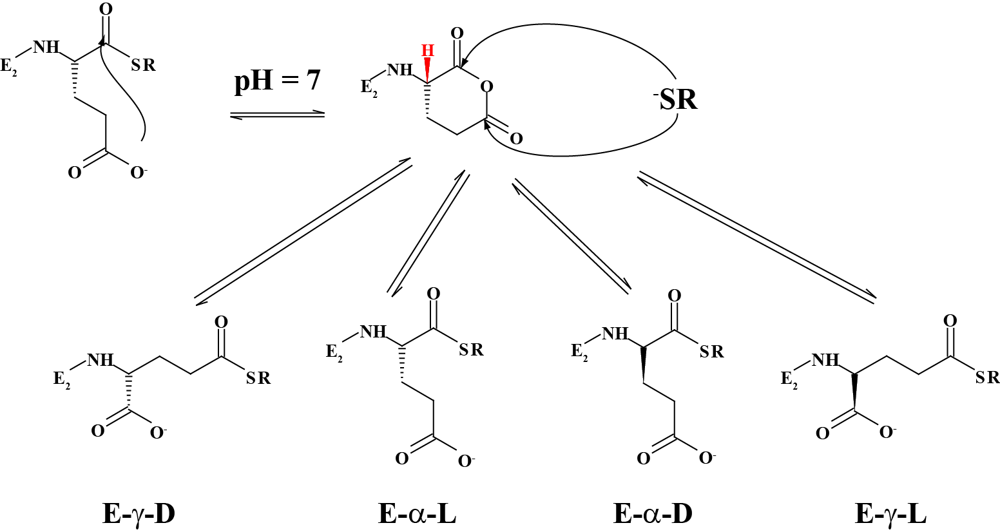 O
NH
E2
SR
O
O-
pH = 7
H
O
NH
E2
O
O
-SR
O
NH
E2
SR
O
O-
O
NH
E2
SR
O
O-
O
NH
E2
SR
O
O-
O
NH
E2
SR
O
O-
E-γ-D
E-α-L
E-α-D
E-γ-L